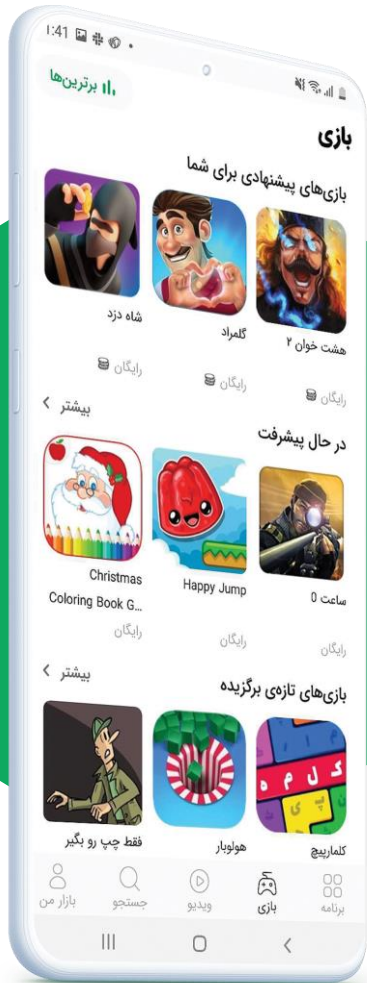 1:41
برترین‌ها
بازی
بازی‌های پیشنهادی برای شما
هشت خوان ۲
گلمراد
شاه دزد
رایگان
رایگان
رایگان
در حال پیشرفت
بیشتر
ساعت 0
Happy Jump
Christmas
Coloring Book G...
رایگان
رایگان
رایگان
بازی‌های تازه‌ی برگزیده
بیشتر
ک ل م ه
کلمارپیچ
هولوبار
فقط چپ رو بگیر
برنامه
بازی
ویدیو
جستجو
بازار من